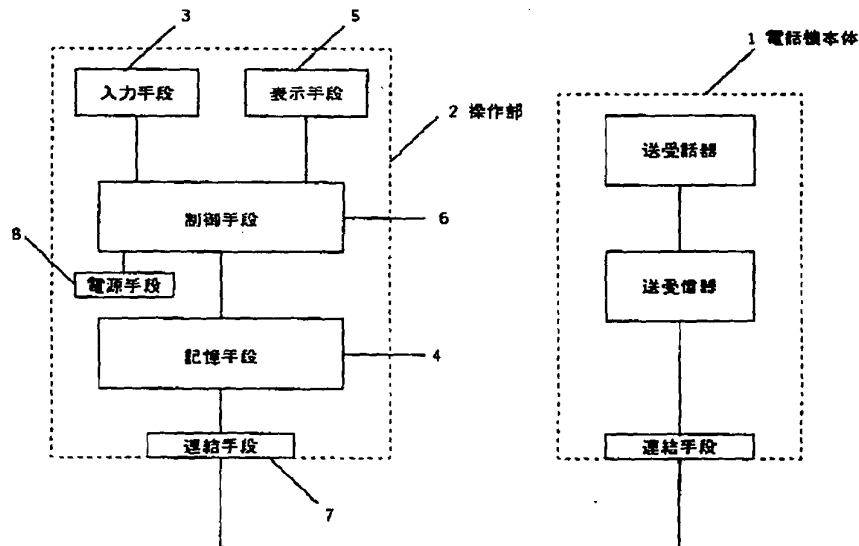 3
5
1 電話機本体
入力手段
表示手段
2 操作部
送受話器
制御手段
6
8
電源手段
送受信器
記憶手段
4
連結手段
連結手段
7